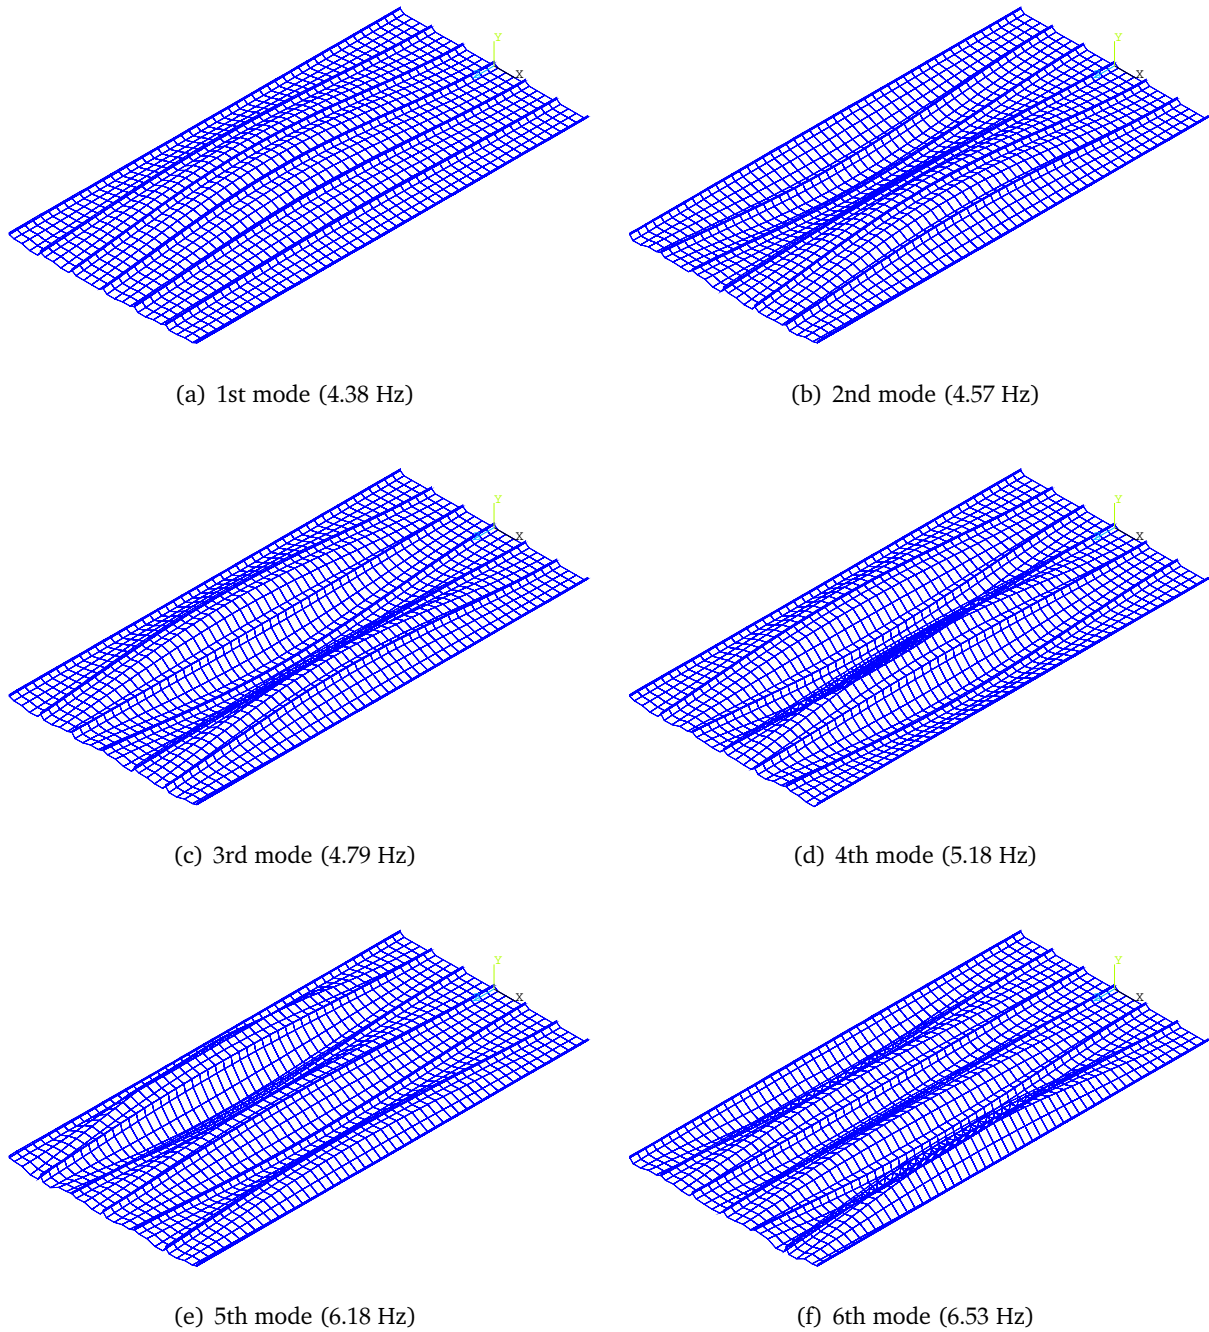 Y
X
Y
X
(a) 1st mode (4.38 Hz)
(b) 2nd mode (4.57 Hz)
Y
X
Y
X
(c) 3rd mode (4.79 Hz)
(d) 4th mode (5.18 Hz)
Y
X
Y
X
(e) 5th mode (6.18 Hz)
(f) 6th mode (6.53 Hz)